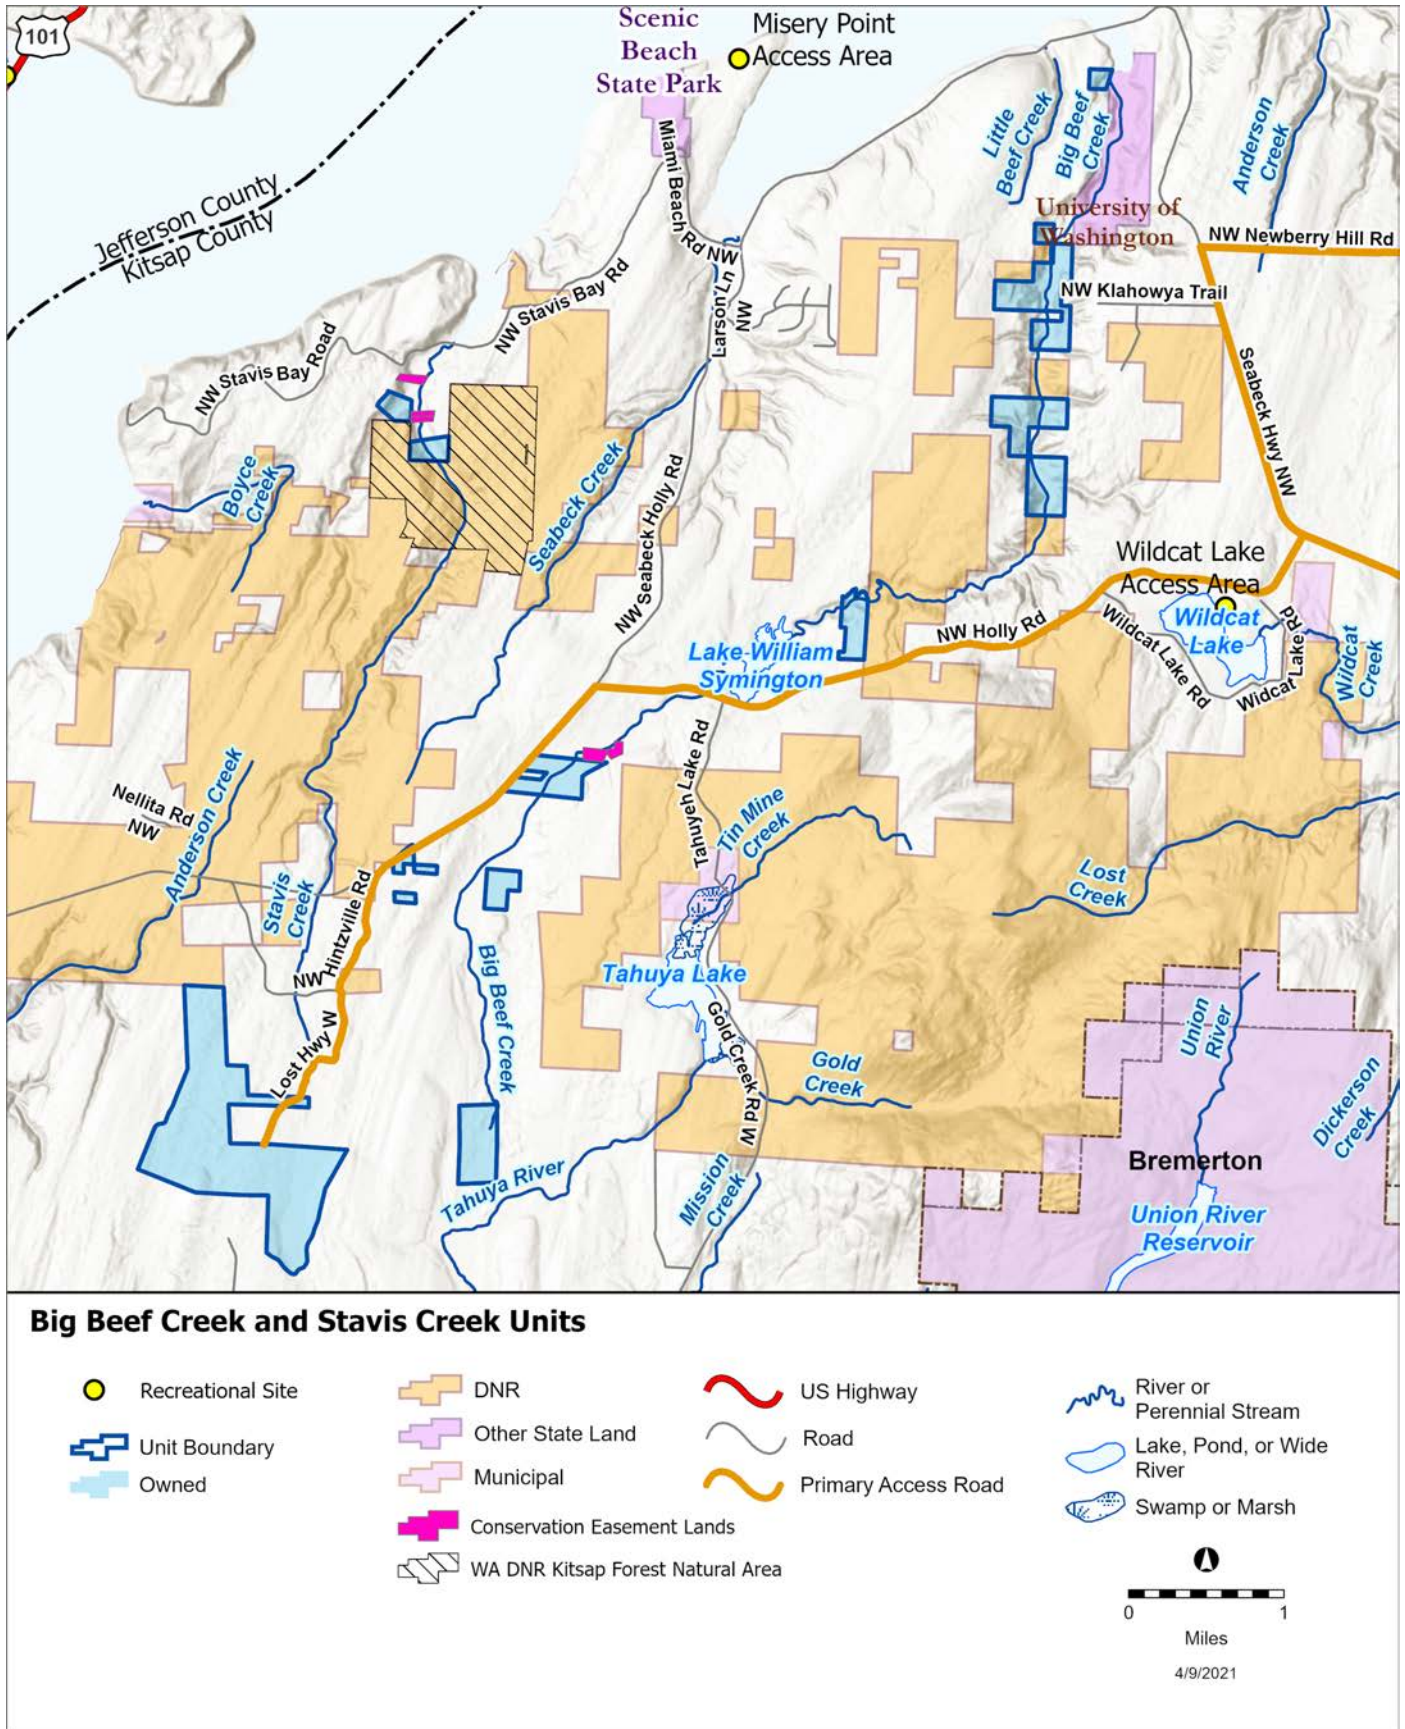 101
Scenic
Beach
State Park
Misery Point
Access Area
Jefferson County
Kitsap County
Miami Beach Rd NW
Little
Beef Creek
Big Beef
Creek
Anderson
Creek
University of
Washington
NW Newberry Hill Rd
NW Klahowya Trail
NW Stavis Bay Rd
Larson Ln
NW
NW Stavis Bay Road
Seabeck Hwy NW
Boyce
Creek
Seabeck Creek
NW Seabeck Holly Rd
Wildcat Lake
Access Area
Wildcat
Lake
NW Holly Rd
Wildcat Lake Rd
Widcat Lake Rd
Wildcat
Creek
Lake William
Symington
Tahuyeh Lake Rd
Nellita Rd
NW
Anderson Creek
Tin Mine
Creek
Lost
Creek
Stavis
Creek
NW Hintzville Rd
Big Beef Creek
Tahuya Lake
Lost Hwy W
Gold Creek Rd W
Gold
Creek
Union
River
Dickerson
Creek
Tahuya River
Mission
Creek
Bremerton
Union River
Reservoir
Big Beef Creek and Stavis Creek Units
Recreational Site
Unit Boundary
Owned
DNR
Other State Land
Municipal
Conservation Easement Lands
WA DNR Kitsap Forest Natural Area
US Highway
Road
Primary Access Road
River or
Perennial Stream
Lake, Pond, or Wide
River
Swamp or Marsh
0 1
Miles
4/9/2021